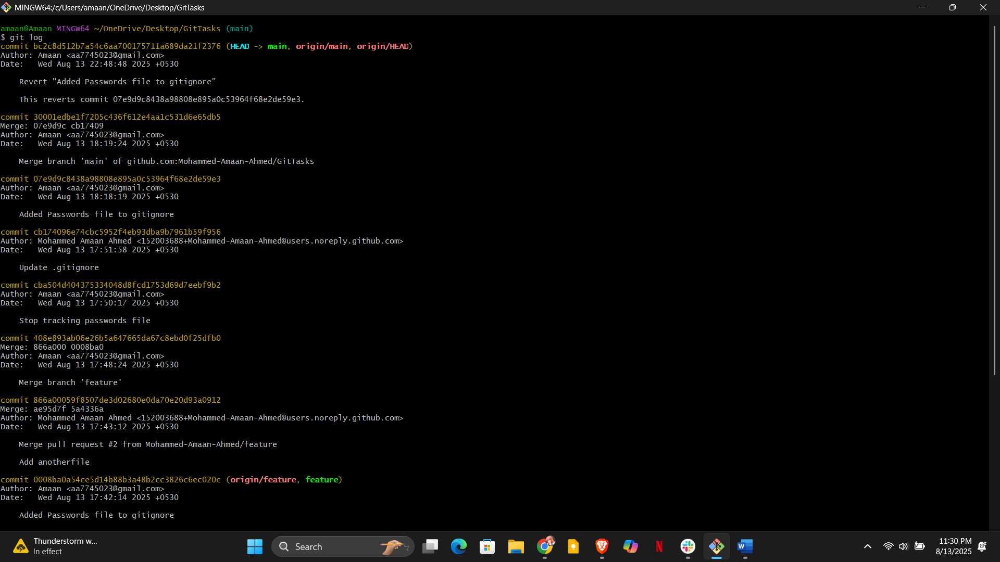 MINGW64:/c/Users/amaan/OneDrive/Desktop/GitTasks
amaan@Amaan MINGW64 ~/OneDrive/Desktop/GitTasks (main)
$ git log
commit bc2c8d512b7a54c6aa700175711a689da21f2376 (HEAD -> main, origin/main, origin/HEAD)
Author: Amaan <aa7745023@gmail.com>
Date:   Wed Aug 13 22:48:48 2025 +0530
Revert "Added Passwords file to gitignore"
This reverts commit 07e9d9c8438a98808e895a0c53964f68e2de59e3.
commit 30001edbe1f7205c436f612e4aa1c531d6e65db5
Merge: 07e9d9c cb17409
Author: Amaan <aa7745023@gmail.com>
Date:   Wed Aug 13 18:19:24 2025 +0530
Merge branch 'main' of github.com:Mohammed-Amaan-Ahmed/GitTasks
commit 07e9d9c8438a98808e895a0c53964f68e2de59e3
Author: Amaan <aa7745023@gmail.com>
Date:   Wed Aug 13 18:18:19 2025 +0530
Added Passwords file to gitignore
commit cb174096e74cbc5952f4eb93dba9b7961b59f956
Author: Mohammed Amaan Ahmed <152003688+Mohammed-Amaan-Ahmed@users.noreply.github.com>
Date:   Wed Aug 13 17:51:58 2025 +0530
Update .gitignore
commit cba504d404375334048d8fcd1753d69d7eebf9b2
Author: Amaan <aa7745023@gmail.com>
Date:   Wed Aug 13 17:50:17 2025 +0530
Stop tracking passwords file
commit 408e893ab06e26b5a647665da67c8ebd0f25dfb0
Merge: 866a000 0008ba0
Author: Amaan <aa7745023@gmail.com>
Date:   Wed Aug 13 17:48:24 2025 +0530
Merge branch 'feature'
commit 866a00059f8507de3d02680e0da70e20d93a0912
Merge: ae95d7f 5a4336a
Author: Mohammed Amaan Ahmed <152003688+Mohammed-Amaan-Ahmed@users.noreply.github.com>
Date:   Wed Aug 13 17:43:12 2025 +0530
Merge pull request #2 from Mohammed-Amaan-Ahmed/feature
Add anotherfile
commit 0008ba0a54ce5d14b88b3a48b2cc3826c6ec020c (origin/feature, feature)
Author: Amaan <aa7745023@gmail.com>
Date:   Wed Aug 13 17:42:14 2025 +0530
Added Passwords file to gitignore
Thunderstorm w...
In effect
Search
11:30 PM
8/13/2025